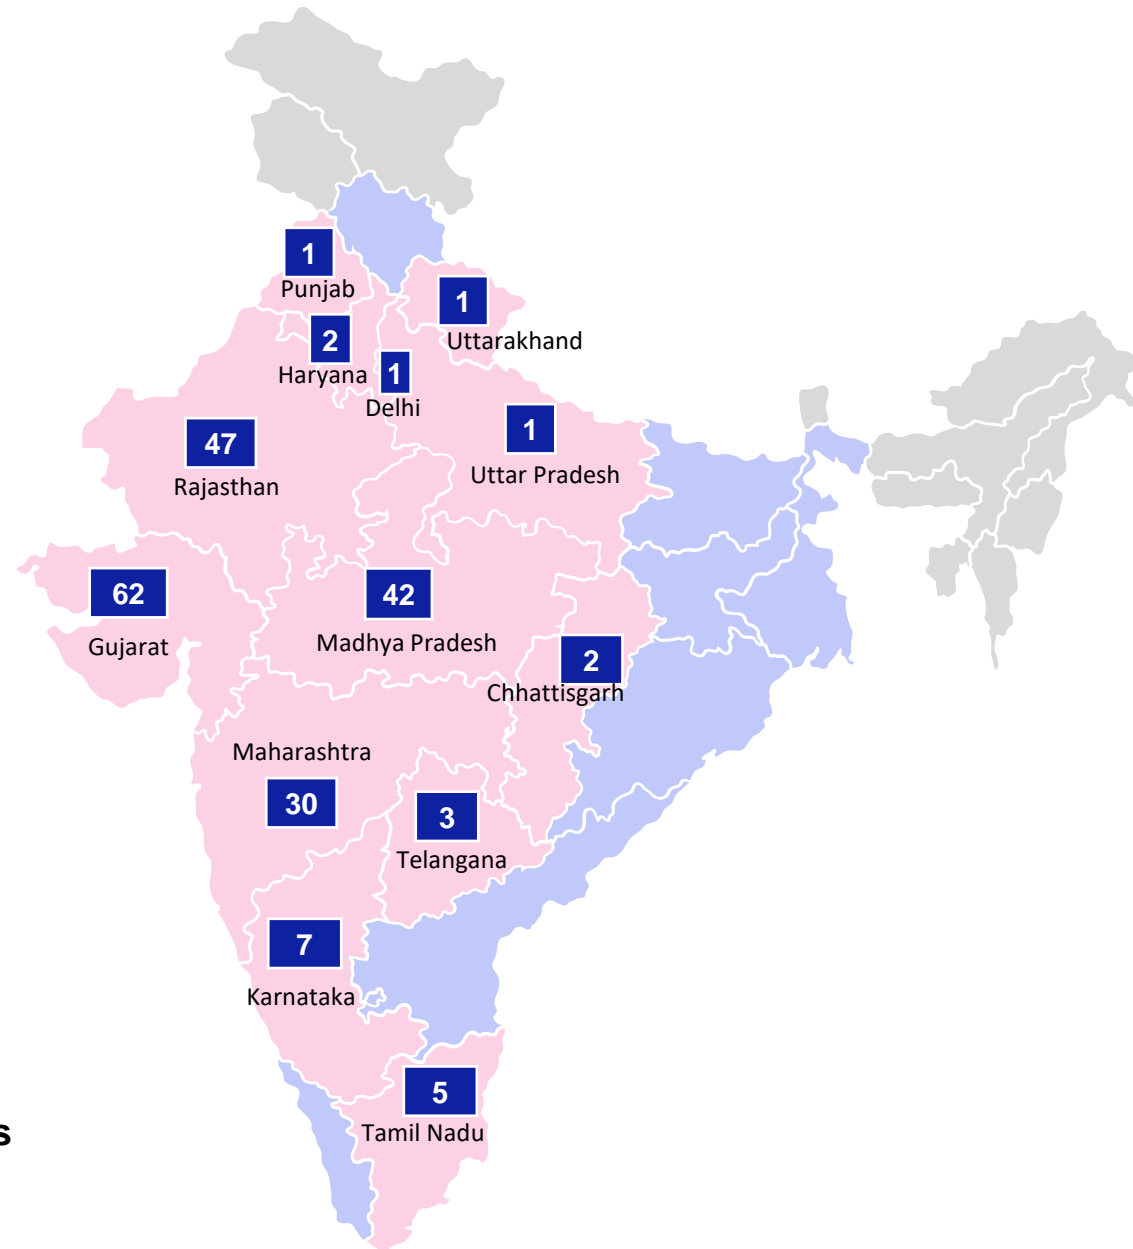 1
Punjab
1
Uttarakhand
2
Haryana
1
Delhi
47
Rajasthan
1
Uttar Pradesh
62
Gujarat
42
Madhya Pradesh
2
Chhattisgarh
Maharashtra
30
3
Telangana
7
Karnataka
5
Tamil Nadu
s